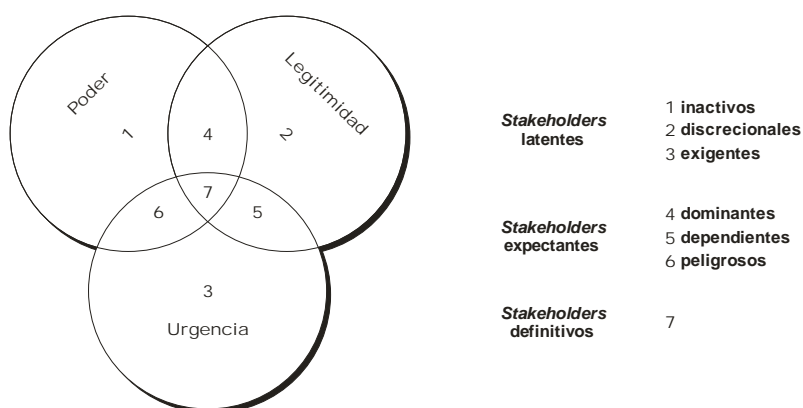 Poder
Legitimidad
1
4
2
7
6
5
3
Urgencia
Stakeholders
latentes
1 inactivos
2 discrecionales
3 exigentes
Stakeholders
expectantes
4 dominantes
5 dependientes
6 peligrosos
Stakeholders
definitivos
7